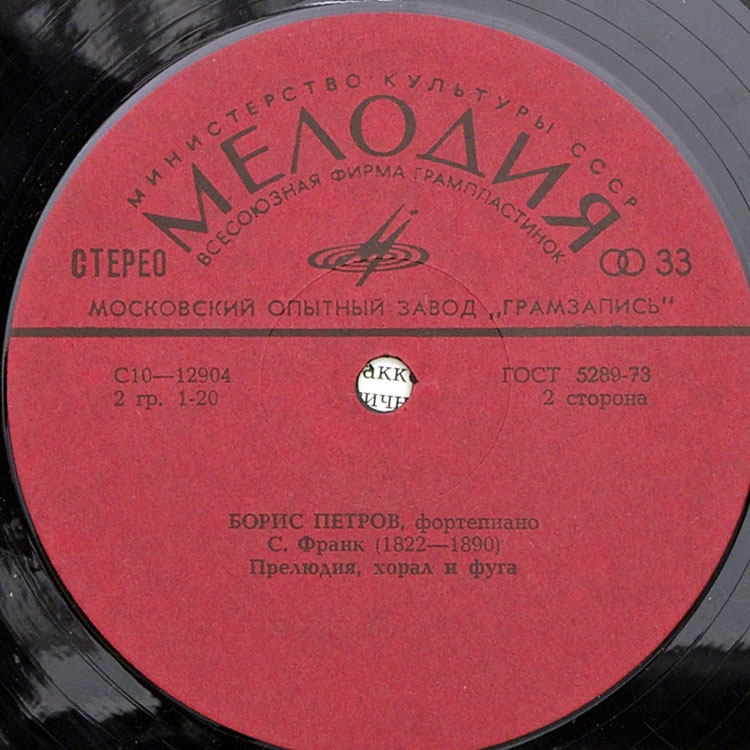 МИНИСТЕРСТВО КУЛЬТУРЫ СССР
МЕЛОДИЯ
ВСЕСОЮЗНАЯ ФИРМА ГРАМПЛАСТИНОК
СТЕРЕО
33
МОСКОВСКИЙ ОПЫТНЫЙ ЗАВОД „ГРАМЗАПИСЬ"
С10—12904
2 гр. 1-20
ГОСТ 5289-73
2 сторона
БОРИС ПЕТРОВ, фортепиано
С. Франк (1822—1890)
Прелюдия, хорал и фуга